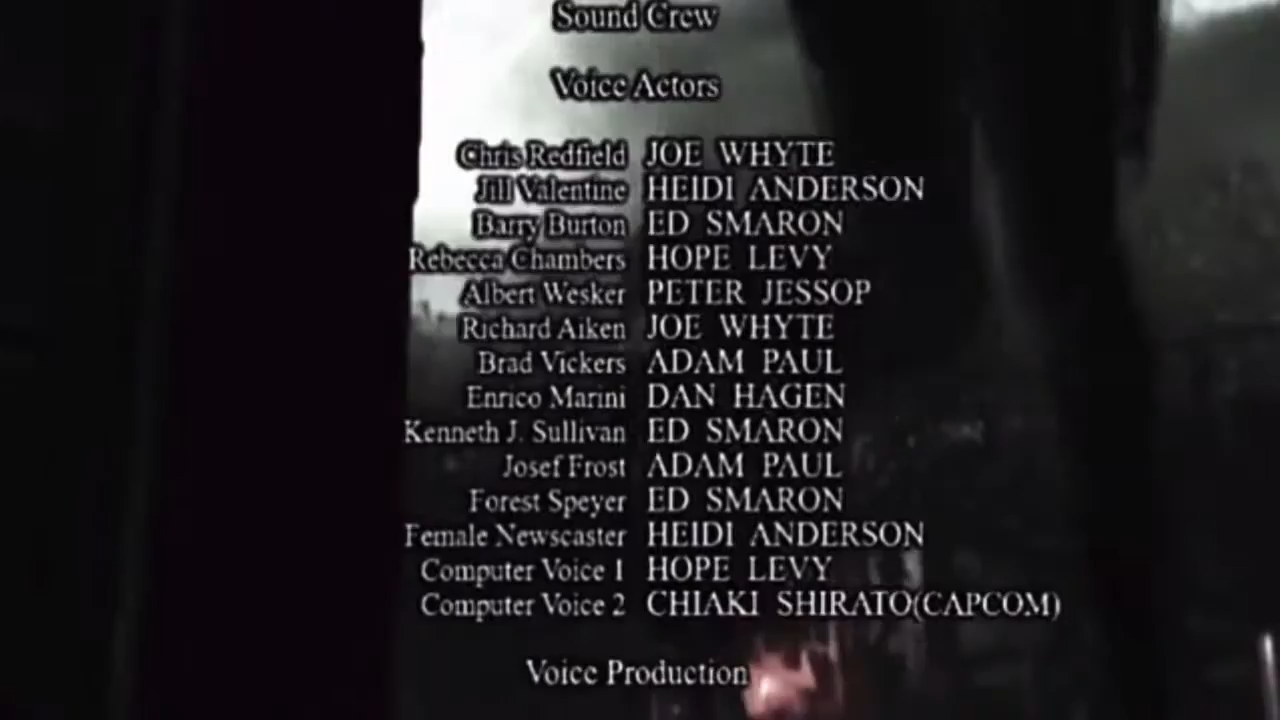 Sound Crew
Voice Actors
Chris Redfield JOE WHYTE
Jill Valentine HEIDI ANDERSON
Barry Burton ED SMARON
Rebecca Chambers HOPE LEVY
Albert Wesker PETER JESSOP
Richard Aiken JOE WHYTE
Brad Vickers ADAM PAUL
Enrico Marini DAN HAGEN
Kenneth J. Sullivan ED SMARON
Josef Frost ADAM PAUL
Forest Speyer ED SMARON
Female Newscaster HEIDI ANDERSON
Computer Voice 1 HOPE LEVY
Computer Voice 2 CHIAKI SHIRATO(CAPCOM)
Voice Production